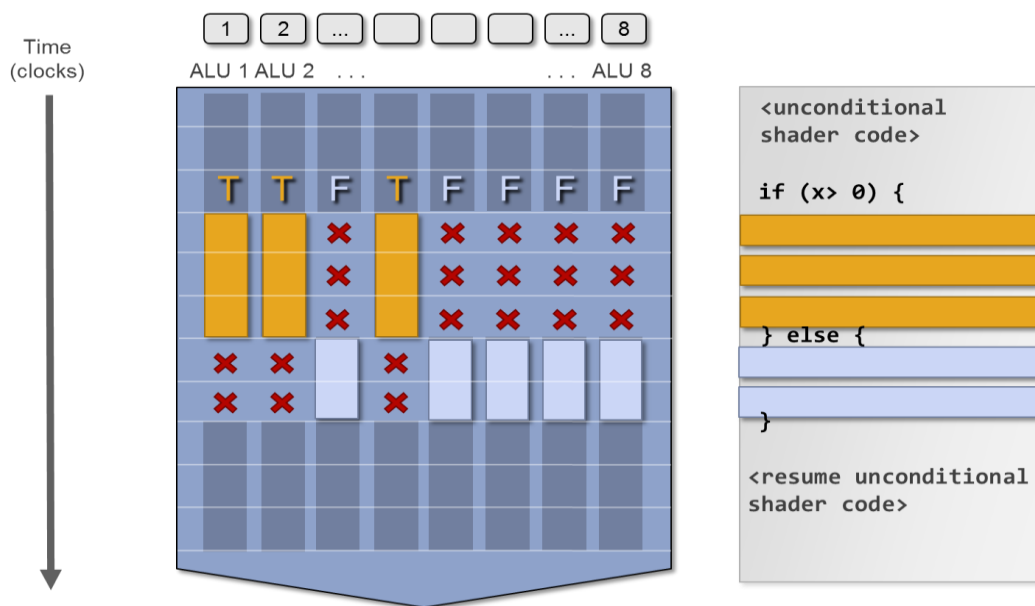 1 2 ... ... 8
Time
(clocks)
ALU 1 ALU 2 . . . . . . ALU 8
<unconditional
shader code>
T T F T F F F F
if (x> 0) {
} else {
}
<resume unconditional
shader code>